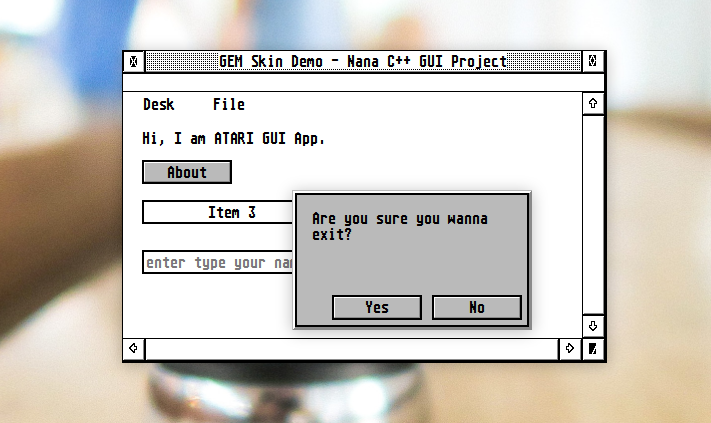 GEM Skin Demo - Nana C++ GUI Project
Desk File
Hi, I am ATARI GUI App.
About
Item 3
enter type your na
Are you sure you wanna
exit?
Yes No